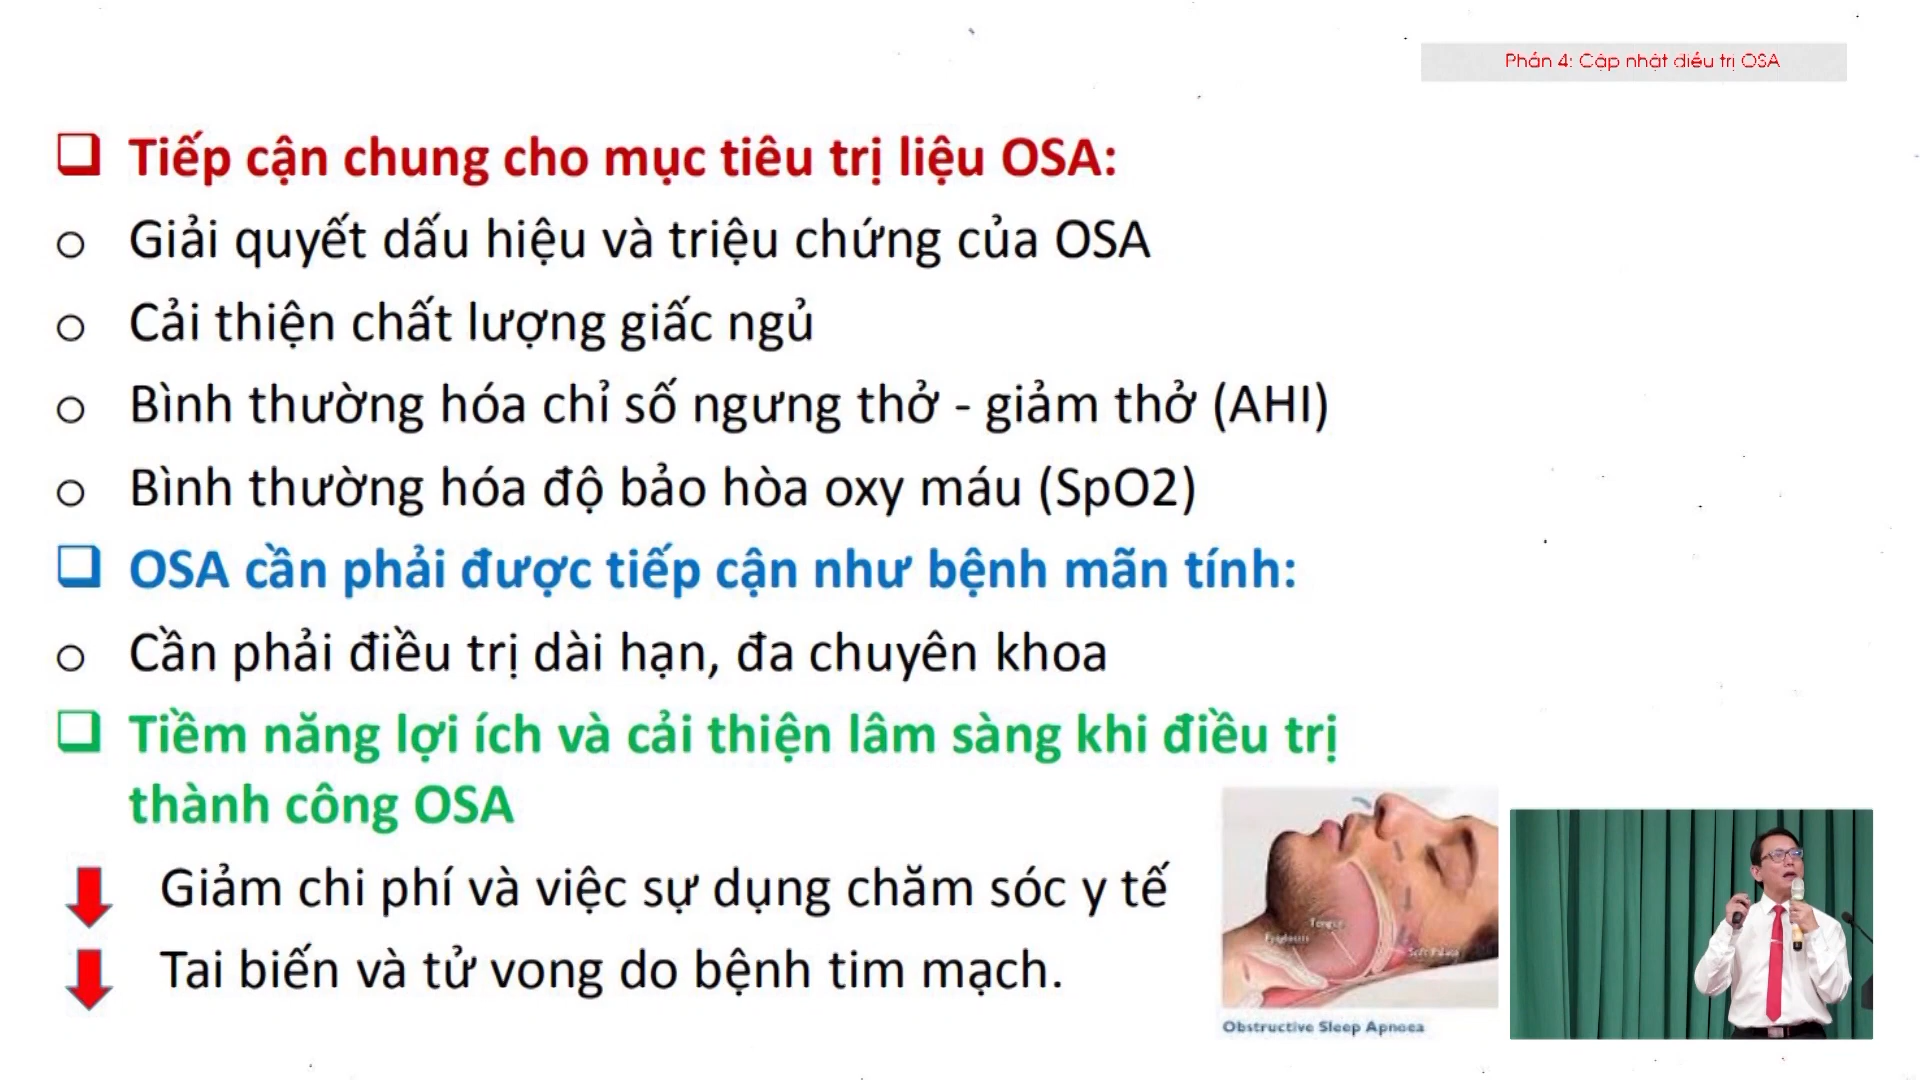 Phần 4: Cập nhật điều trị OSA
Tiếp cận chung cho mục tiêu trị liệu OSA:
Giải quyết dấu hiệu và triệu chứng của OSA
Cải thiện chất lượng giấc ngủ
Bình thường hóa chỉ số ngưng thở - giảm thở (AHI)
Bình thường hóa độ bảo hòa oxy máu (SpO2)
OSA cần phải được tiếp cận như bệnh mãn tính:
Cần phải điều trị dài hạn, đa chuyên khoa
Tiềm năng lợi ích và cải thiện lâm sàng khi điều trị
thành công OSA
Giảm chi phí và việc sự dụng chăm sóc y tế
Tai biến và tử vong do bệnh tim mạch.
Tongue
Epiglottis
Soft Palate
Obstructive Sleep Apnoea